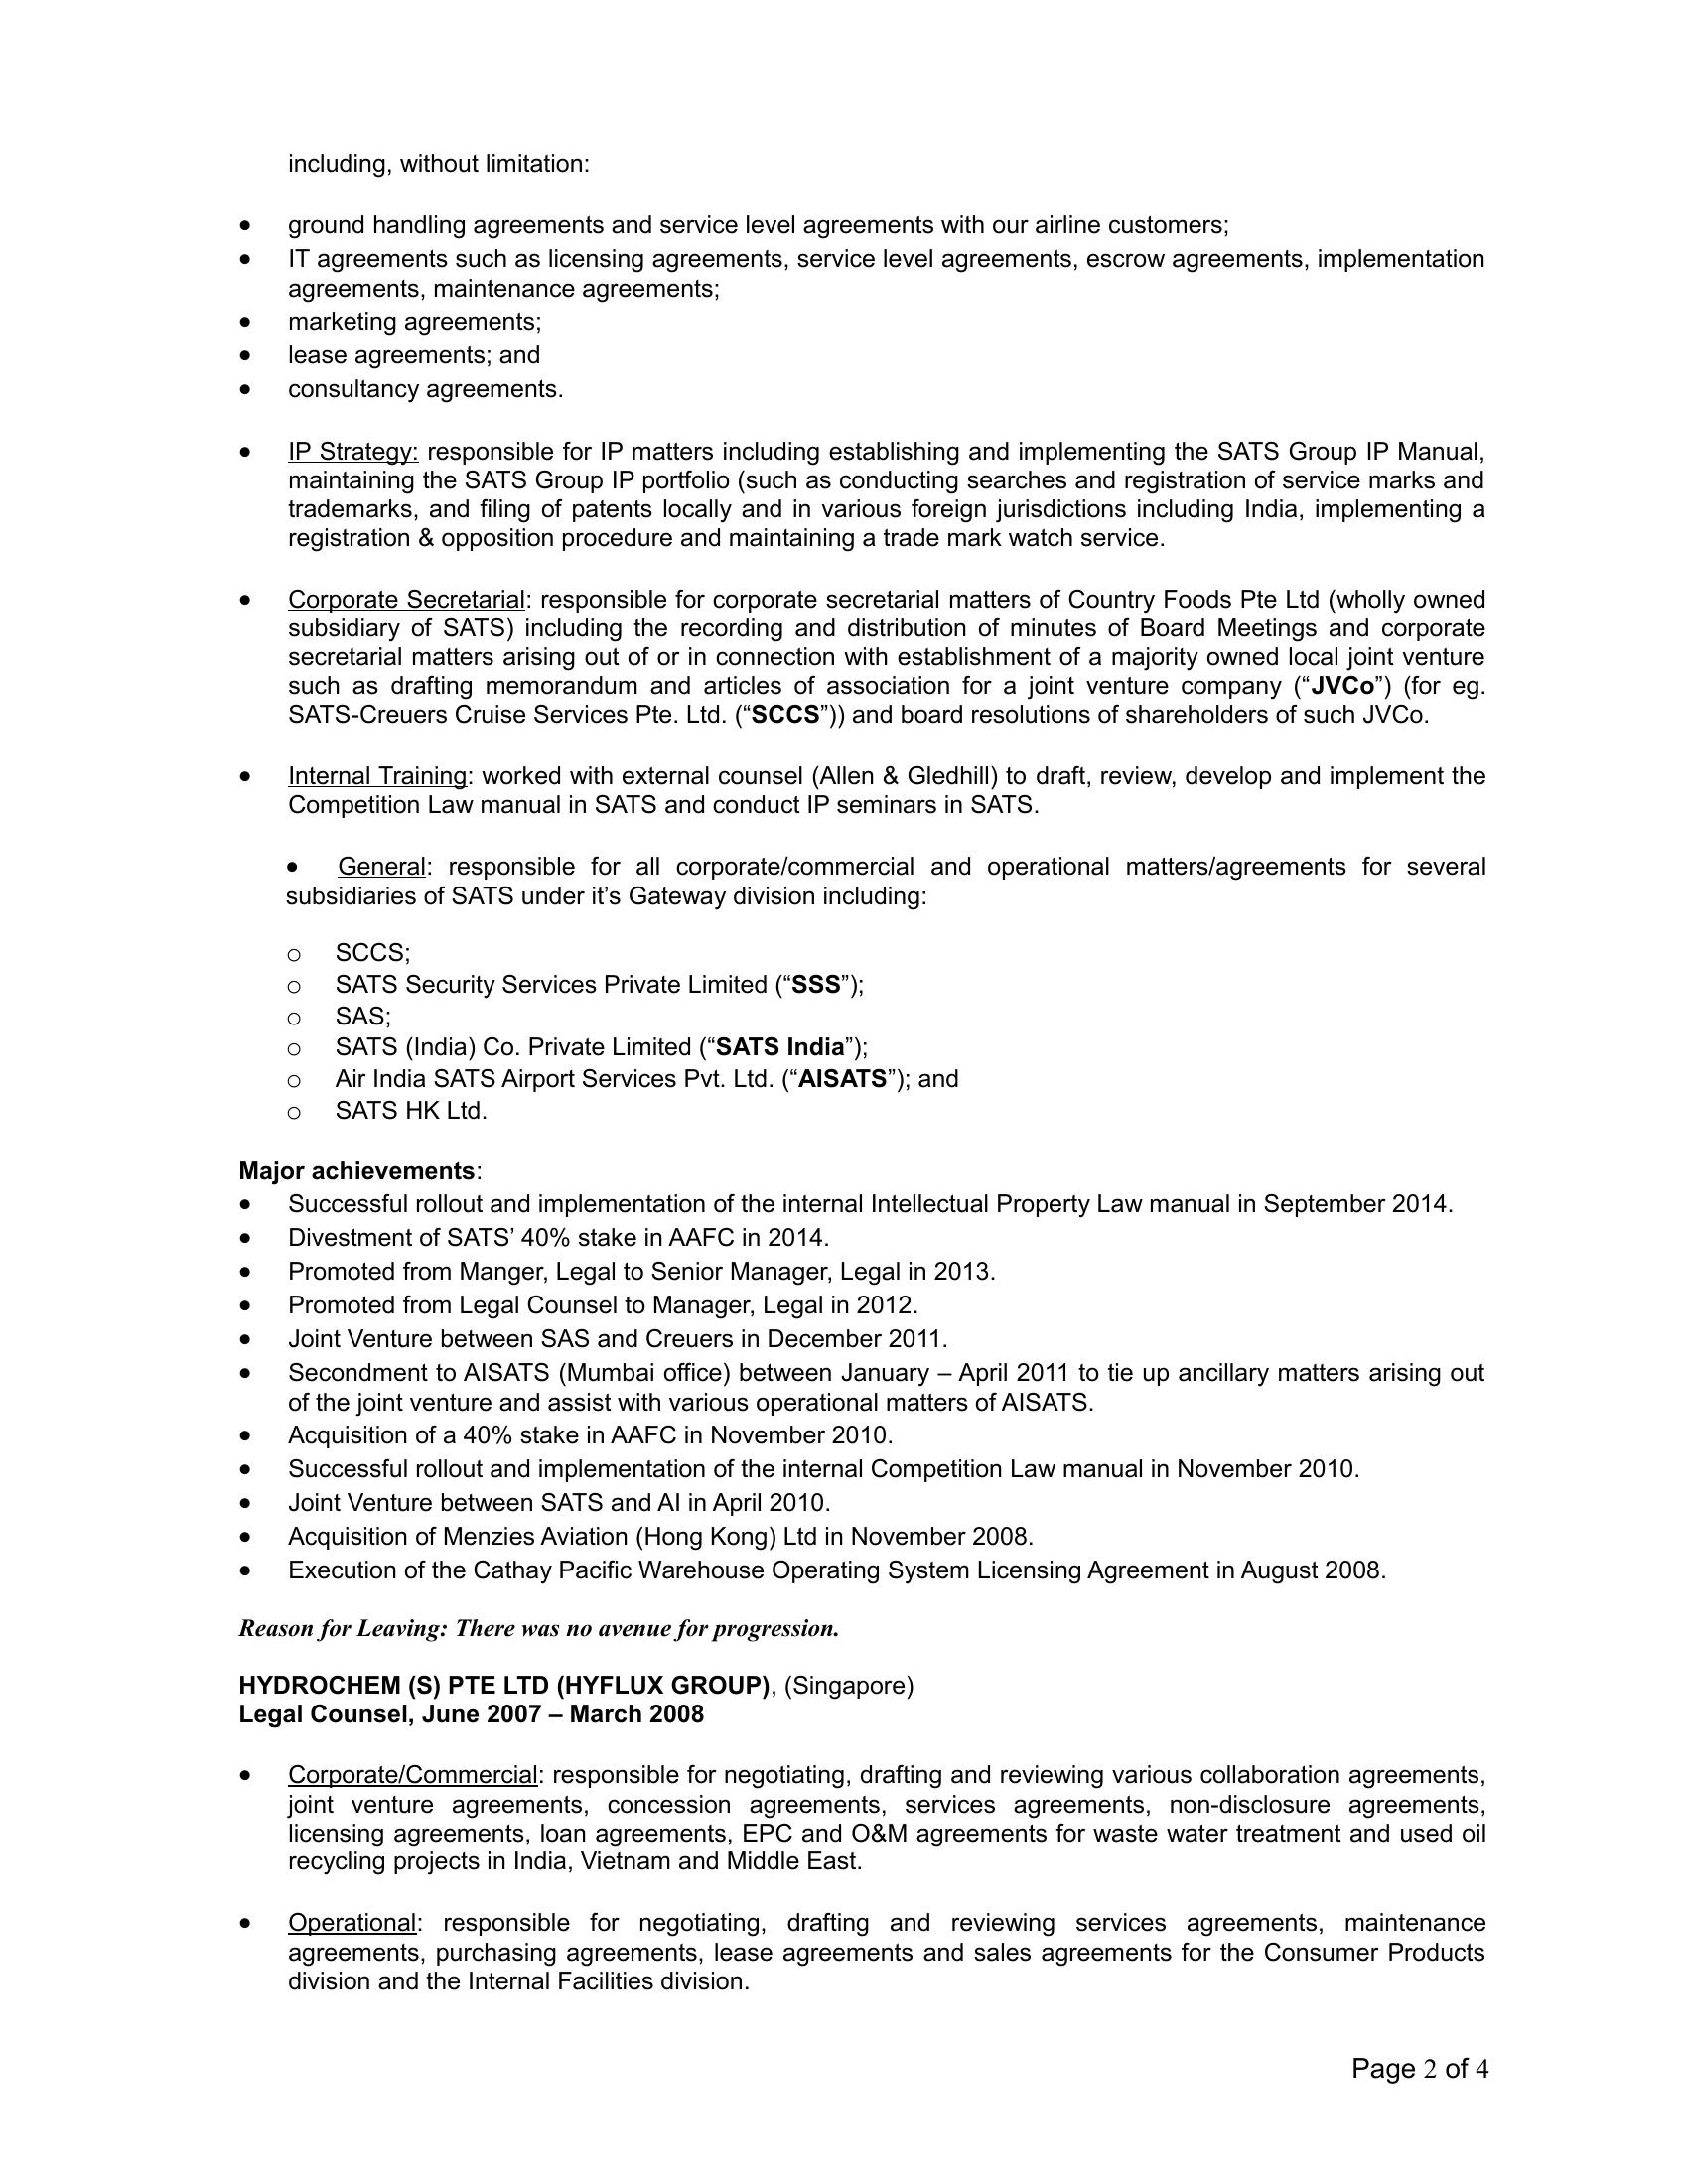 including, without limitation:
● ground handling agreements and service level agreements with our airline customers;
● IT agreements such as licensing agreements, service level agreements, escrow agreements, implementation
agreements, maintenance agreements;
● marketing agreements;
● lease agreements; and
● consultancy agreements.
● IP Strategy: responsible for IP matters including establishing and implementing the SATS Group IP Manual,
maintaining the SATS Group IP portfolio (such as conducting searches and registration of service marks and
trademarks, and filing of patents locally and in various foreign jurisdictions including India, implementing a
registration & opposition procedure and maintaining a trade mark watch service.
● Corporate Secretarial: responsible for corporate secretarial matters of Country Foods Pte Ltd (wholly owned
subsidiary of SATS) including the recording and distribution of minutes of Board Meetings and corporate
secretarial matters arising out of or in connection with establishment of a majority owned local joint venture
such as drafting memorandum and articles of association for a joint venture company (“JVCo”) (for eg.
SATS-Creuers Cruise Services Pte. Ltd. (“SCCS”)) and board resolutions of shareholders of such JVCo.
● Internal Training: worked with external counsel (Allen & Gledhill) to draft, review, develop and implement the
Competition Law manual in SATS and conduct IP seminars in SATS.
● General: responsible for all corporate/commercial and operational matters/agreements for several
subsidiaries of SATS under it’s Gateway division including:
○ SCCS;
○ SATS Security Services Private Limited (“SSS”);
○ SAS;
○ SATS (India) Co. Private Limited (“SATS India”);
○ Air India SATS Airport Services Pvt. Ltd. (“AISATS”); and
○ SATS HK Ltd.
Major achievements:
● Successful rollout and implementation of the internal Intellectual Property Law manual in September 2014.
● Divestment of SATS’ 40% stake in AAFC in 2014.
● Promoted from Manger, Legal to Senior Manager, Legal in 2013.
● Promoted from Legal Counsel to Manager, Legal in 2012.
● Joint Venture between SAS and Creuers in December 2011.
● Secondment to AISATS (Mumbai office) between January – April 2011 to tie up ancillary matters arising out
of the joint venture and assist with various operational matters of AISATS.
● Acquisition of a 40% stake in AAFC in November 2010.
● Successful rollout and implementation of the internal Competition Law manual in November 2010.
● Joint Venture between SATS and AI in April 2010.
● Acquisition of Menzies Aviation (Hong Kong) Ltd in November 2008.
● Execution of the Cathay Pacific Warehouse Operating System Licensing Agreement in August 2008.
Reason for Leaving: There was no avenue for progression.
HYDROCHEM (S) PTE LTD (HYFLUX GROUP), (Singapore)
Legal Counsel, June 2007 – March 2008
● Corporate/Commercial: responsible for negotiating, drafting and reviewing various collaboration agreements,
joint venture agreements, concession agreements, services agreements, non-disclosure agreements,
licensing agreements, loan agreements, EPC and O&M agreements for waste water treatment and used oil
recycling projects in India, Vietnam and Middle East.
● Operational: responsible for negotiating, drafting and reviewing services agreements, maintenance
agreements, purchasing agreements, lease agreements and sales agreements for the Consumer Products
division and the Internal Facilities division.
Page 2 of 4